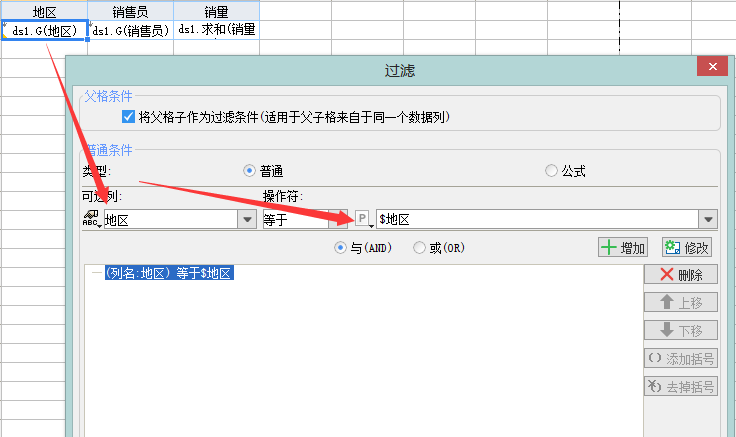 地区 销售员 销量
ds1.G(地区) ds1.G(销售员) ds1.求和(销量
过滤
父格条件
将父格子作为过滤条件(适用于父子格来自于同一个数据列)
普通条件
类型: 普通 公式
可选列: 操作符:
ABC 地区 等于 P $地区
与(AND) 或(OR) 增加 修改
(列名:地区) 等于$地区 删除
上移
下移
() 添加括号
去掉括号